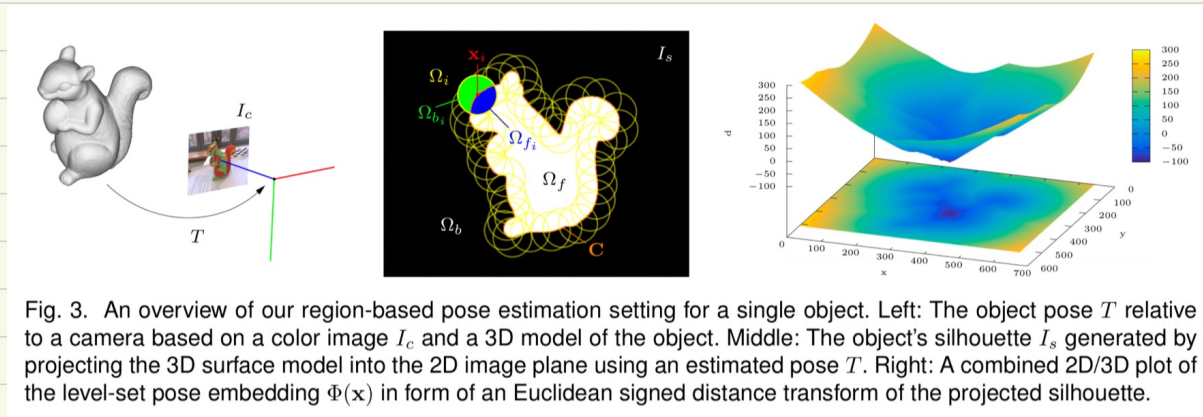 I_c
T
x_i
I_s
Ω_i
Ω_{b_i}
Ω_{f_i}
Ω_f
Ω_b
C
300
250
200
150
100
50
0
−50
−100
d
0
100
200
300
400
500
600
700
x
0
100
200
300
400
500
600
y
300
250
200
150
100
50
0
−50
−100
Fig. 3. An overview of our region-based pose estimation setting for a single object. Left: The object pose T relative
to a camera based on a color image I_c and a 3D model of the object. Middle: The object's silhouette I_s generated by
projecting the 3D surface model into the 2D image plane using an estimated pose T. Right: A combined 2D/3D plot of
the level-set pose embedding Φ(x) in form of an Euclidean signed distance transform of the projected silhouette.